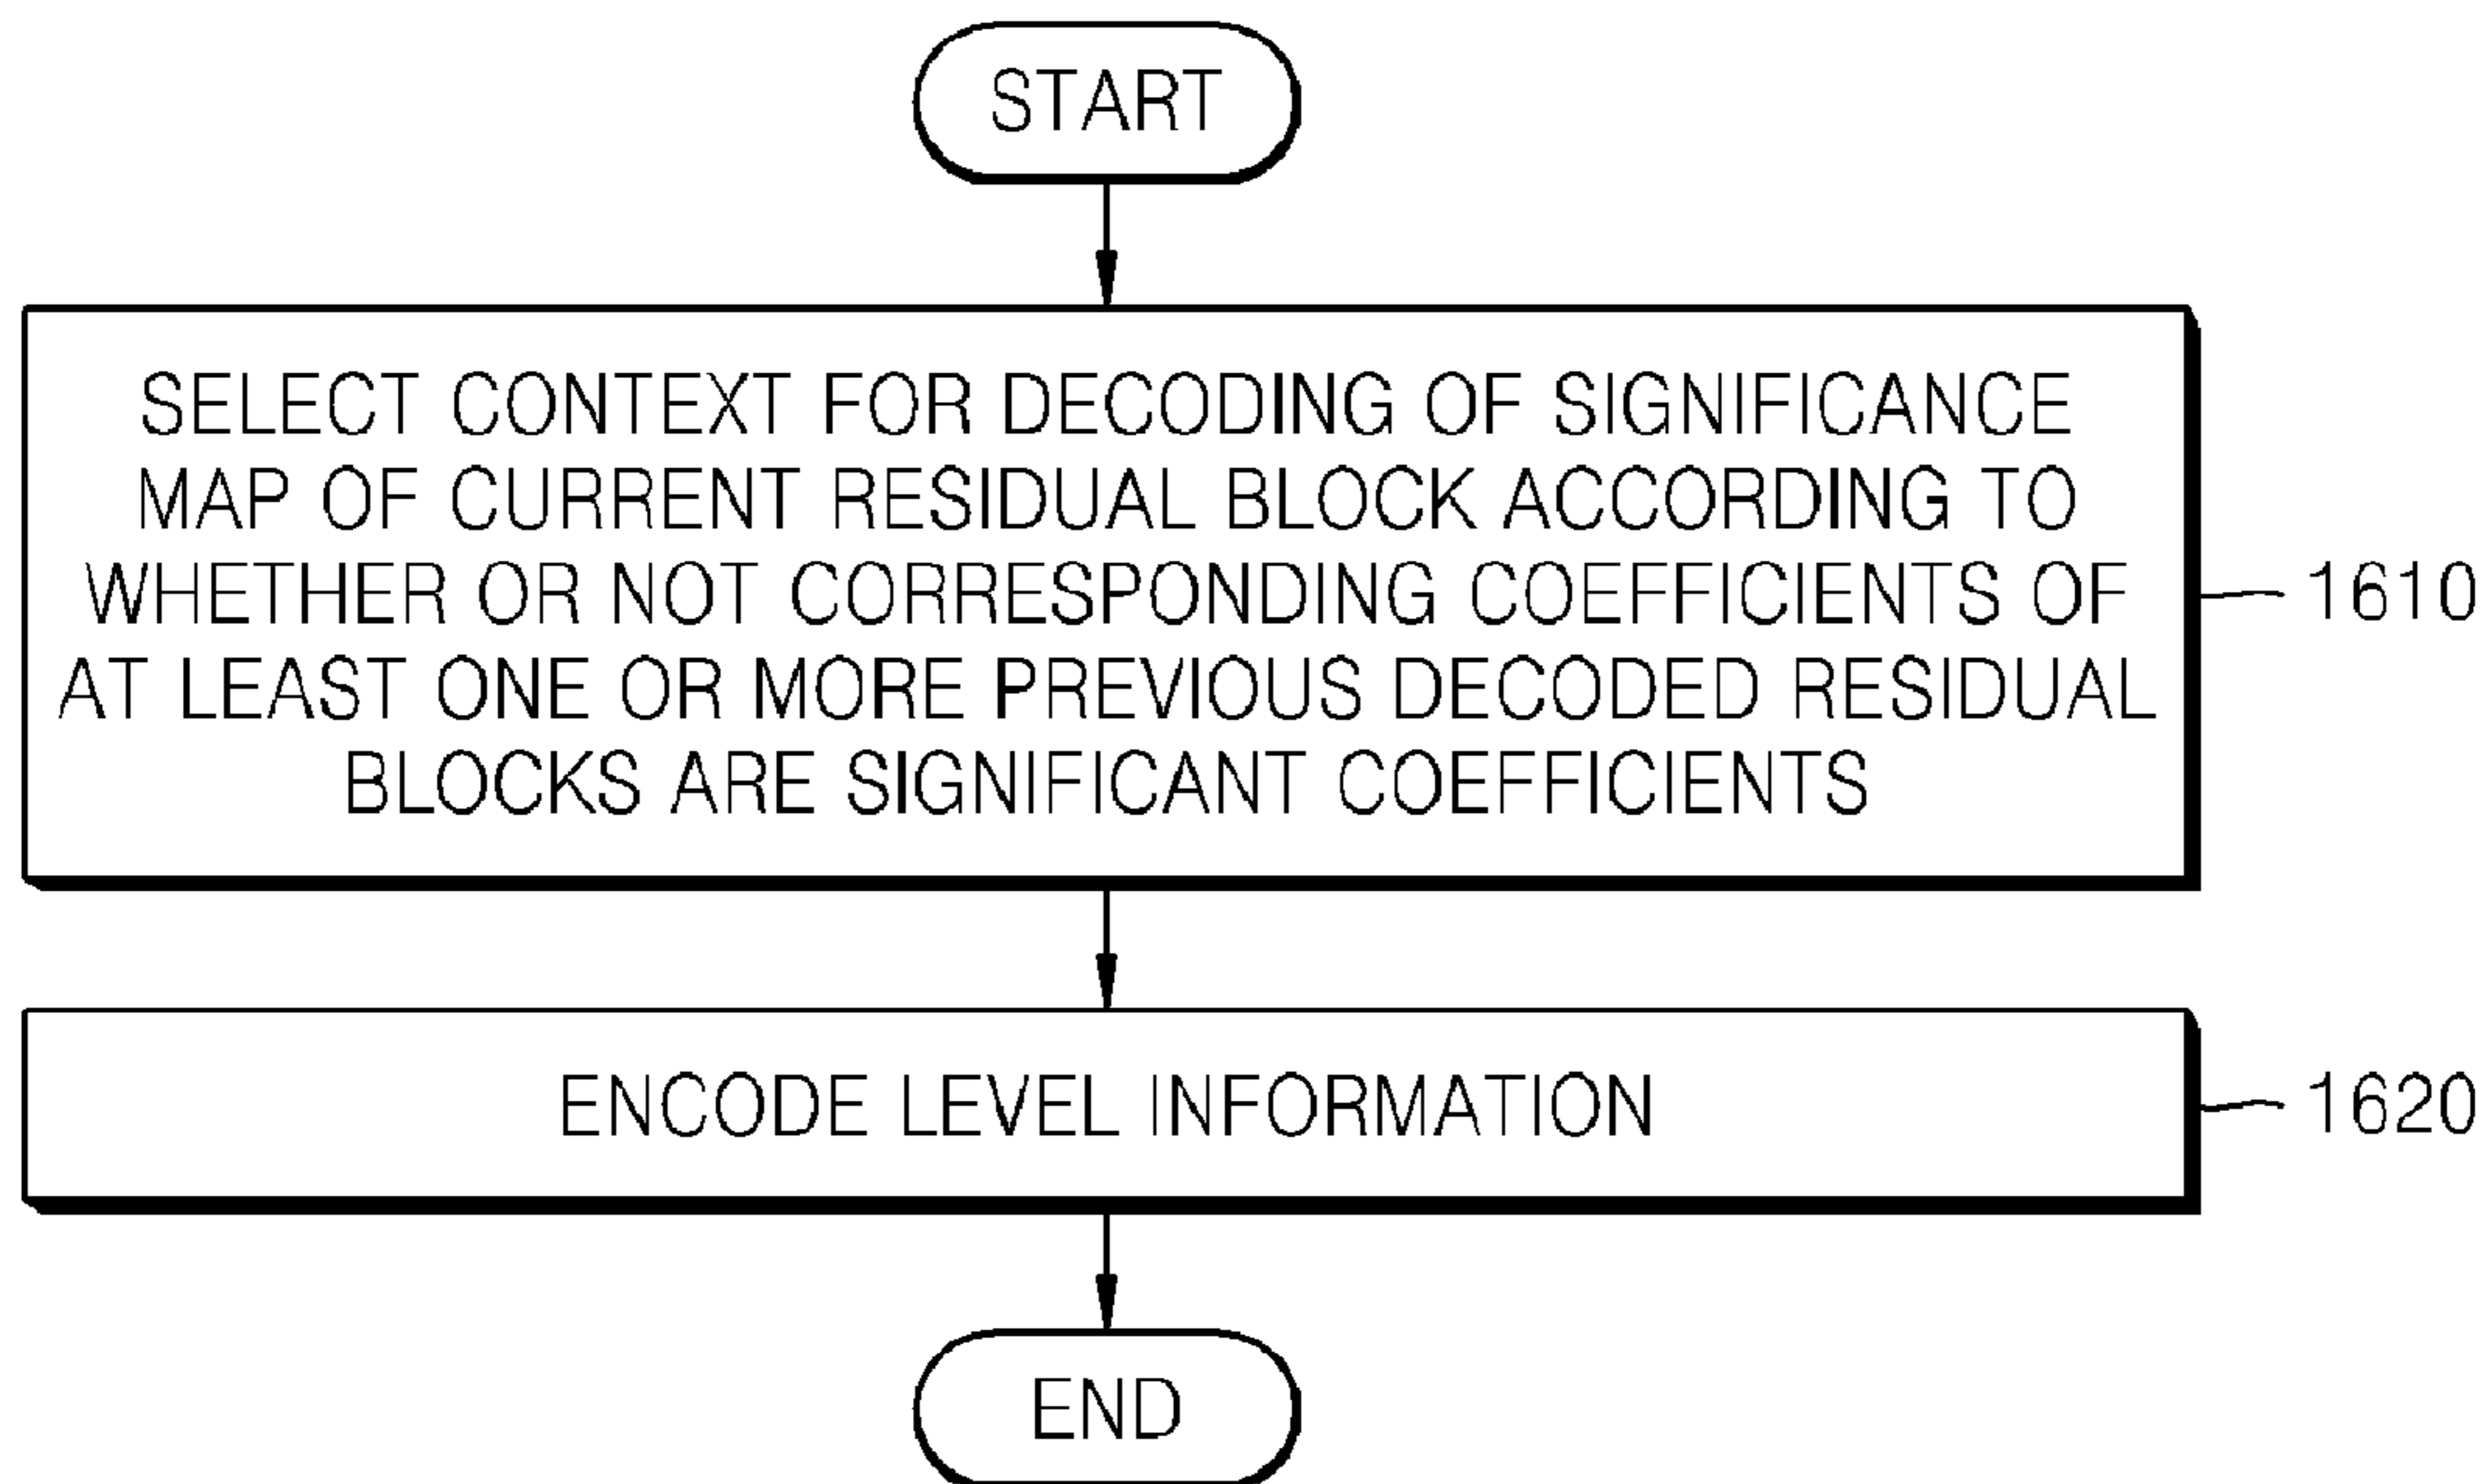 START
SELECT CONTEXT FOR DECODING OF SIGNIFICANCE
MAP OF CURRENT RESIDUAL BLOCK ACCORDING TO
WHETHER OR NOT CORRESPONDING COEFFICIENTS OF
AT LEAST ONE OR MORE PREVIOUS DECODED RESIDUAL
BLOCKS ARE SIGNIFICANT COEFFICIENTS
1610
ENCODE LEVEL INFORMATION
1620
END